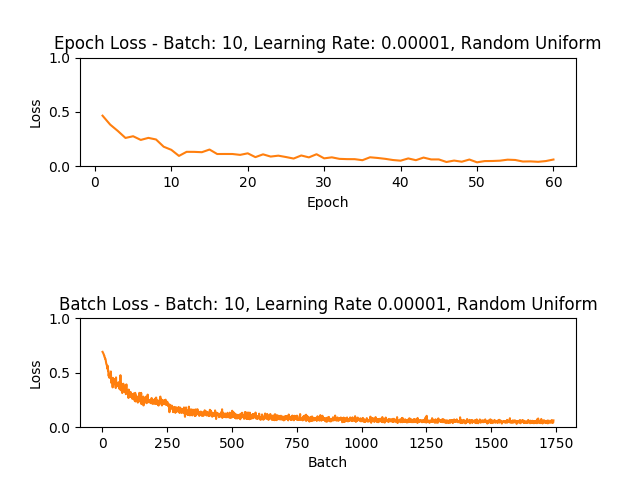 Epoch Loss - Batch: 10, Learning Rate: 0.00001, Random Uniform
1.0
0.5
0.0
Loss
0 10 20 30 40 50 60
Epoch
Batch Loss - Batch: 10, Learning Rate 0.00001, Random Uniform
1.0
0.5
0.0
Loss
0 250 500 750 1000 1250 1500 1750
Batch